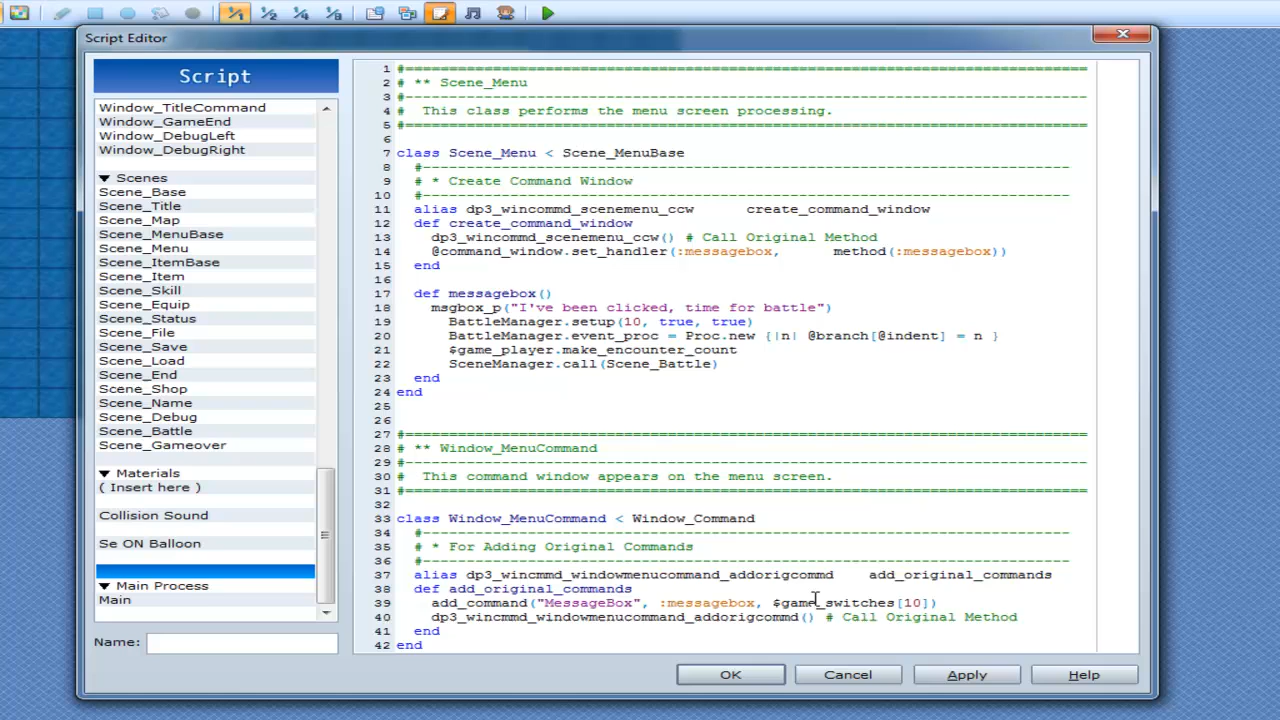 Script Editor
Script
Window_TitleCommand
Window_GameEnd
Window_DebugLeft
Window_DebugRight
▼ Scenes
Scene_Base
Scene_Title
Scene_Map
Scene_MenuBase
Scene_Menu
Scene_ItemBase
Scene_Item
Scene_Skill
Scene_Equip
Scene_Status
Scene_File
Scene_Save
Scene_Load
Scene_End
Scene_Shop
Scene_Name
Scene_Debug
Scene_Battle
Scene_Gameover
▼ Materials
( Insert here )
Collision Sound
Se ON Balloon
▼ Main Process
Main
Name:
1 #==============================================================================
2 # ** Scene_Menu
3 #------------------------------------------------------------------------------
4 #  This class performs the menu screen processing.
5 #==============================================================================
6
7 class Scene_Menu < Scene_MenuBase
8   #--------------------------------------------------------------------------
9   # * Create Command Window
10   #--------------------------------------------------------------------------
11   alias dp3_wincommd_scenemenu_ccw      create_command_window
12   def create_command_window
13     dp3_wincommd_scenemenu_ccw() # Call Original Method
14     @command_window.set_handler(:messagebox,      method(:messagebox))
15   end
16
17   def messagebox()
18     msgbox_p("I've been clicked, time for battle")
19       BattleManager.setup(10, true, true)
20       BattleManager.event_proc = Proc.new {|n| @branch[@indent] = n }
21       $game_player.make_encounter_count
22       SceneManager.call(Scene_Battle)
23   end
24 end
25
26
27 #==============================================================================
28 # ** Window_MenuCommand
29 #------------------------------------------------------------------------------
30 #  This command window appears on the menu screen.
31 #==============================================================================
32
33 class Window_MenuCommand < Window_Command
34   #--------------------------------------------------------------------------
35   # * For Adding Original Commands
36   #--------------------------------------------------------------------------
37   alias dp3_wincmmd_windowmenucommand_addorigcommd    add_original_commands
38   def add_original_commands
39     add_command("MessageBox", :messagebox, $game_switches[10])
40     dp3_wincmmd_windowmenucommand_addorigcommd() # Call Original Method
41   end
42 end
OK
Cancel
Apply
Help